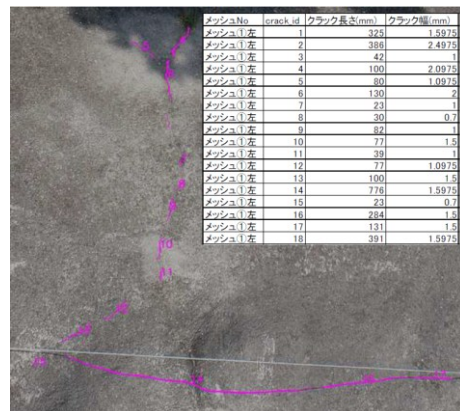 メッシュNo crack_id クラック長さ(mm) クラック幅(mm)
メッシュ①左 1 325 1.5975
メッシュ①左 2 386 2.4975
メッシュ①左 3 42 1
メッシュ①左 4 100 2.0975
メッシュ①左 5 80 1.0975
メッシュ①左 6 130 2
メッシュ①左 7 23 1
メッシュ①左 8 30 0.7
メッシュ①左 9 82 1
メッシュ①左 10 77 1.5
メッシュ①左 11 39 1
メッシュ①左 12 77 1.0975
メッシュ①左 13 100 1.5
メッシュ①左 14 776 1.5975
メッシュ①左 15 23 0.7
メッシュ①左 16 284 1.5
メッシュ①左 17 131 1.5
メッシュ①左 18 391 1.5975
10
11